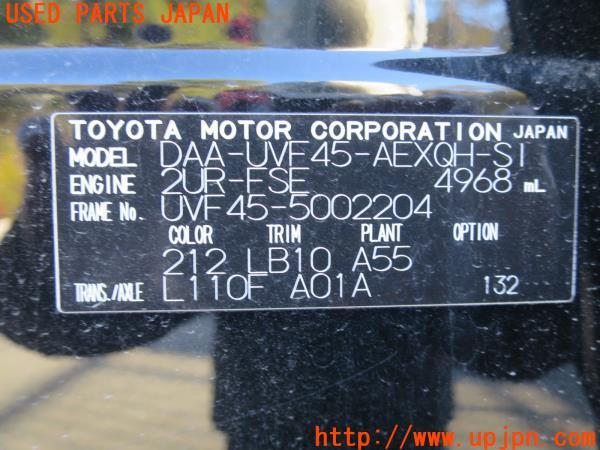 USED PARTS JAPAN
TOYOTA MOTOR CORPORATION JAPAN
MODEL DAA-UVF45-AEXQH-SI
ENGINE 2UR-FSE 4968 mL
FRAME No. UVF45-5002204
COLOR TRIM PLANT OPTION
212 LB10 A55
TRANS./AXLE L110F A01A 132
http://www.upjpn.com/